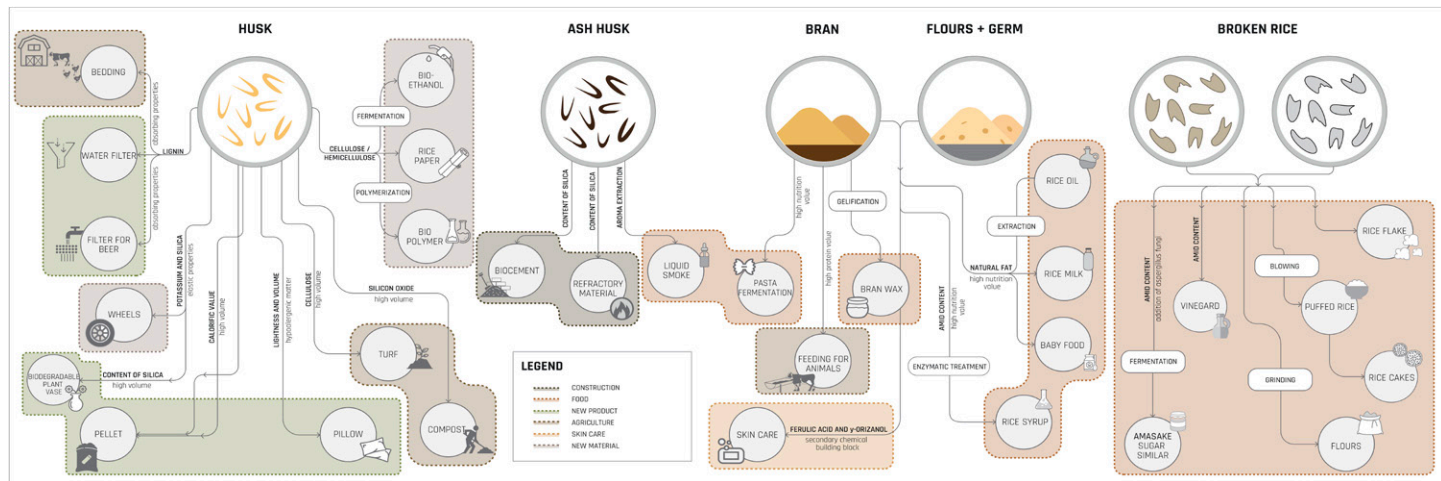 HUSK
ASH HUSK
BRAN
FLOURS + GERM
BROKEN RICE
BEDDING
absorbing properties
WATER FILTER
LIGNIN
absorbing properties
FILTER FOR
BEER
BIO-
ETHANOL
FERMENTATION
CELLULOSE /
HEMICELLULOSE
RICE
PAPER
POLYMERIZATION
BIO
POLYMER
POTASSIUM AND SILICA
elastic properties
WHEELS
CALORIFIC VALUE
high volume
LIGHTNESS AND VOLUME
hypoallergenic matter
CELLULOSE
high volume
SILICON OXIDE
high volume
CONTENT OF SILICA
high volume
BIODEGRADABLE
PLANT
VASE
PELLET
PILLOW
TURF
COMPOST
CONTENT OF SILICA
CONTENT OF SILICA
AROMA EXTRACTION
BIOCEMENT
REFRACTORY
MATERIAL
LIQUID
SMOKE
high nutrition
value
high protein value
GELIFICATION
PASTA
FERMENTATION
BRAN WAX
FEEDING FOR
ANIMALS
SKIN CARE
FERULIC ACID AND γ-ORIZANOL
secondary chemical
building block
AMID CONTENT
high nutrition
value
ENZYMATIC TREATMENT
NATURAL FAT
high nutrition
value
EXTRACTION
RICE OIL
RICE MILK
BABY FOOD
RICE SYRUP
AMID CONTENT
addition of aspergilus fungi
FERMENTATION
AMASAKE
SUGAR
SIMILAR
AMID CONTENT
VINEGARD
BLOWING
GRINDING
RICE FLAKE
PUFFED RICE
RICE CAKES
FLOURS
LEGEND
CONSTRUCTION
FOOD
NEW PRODUCT
AGRICULTURE
SKIN CARE
NEW MATERIAL